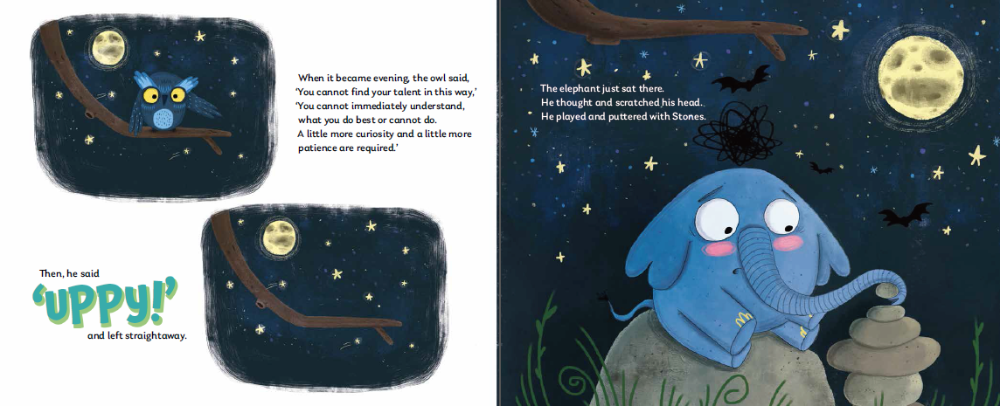 When it became evening, the owl said,
‘You cannot find your talent in this way,’
‘You cannot immediately understand,
what you do best or cannot do.
A little more curiosity and a little more
patience are required.’
Then, he said
‘UPPY!’
and left straightaway.
The elephant just sat there.
He thought and scratched his head.
He played and puttered with Stones.